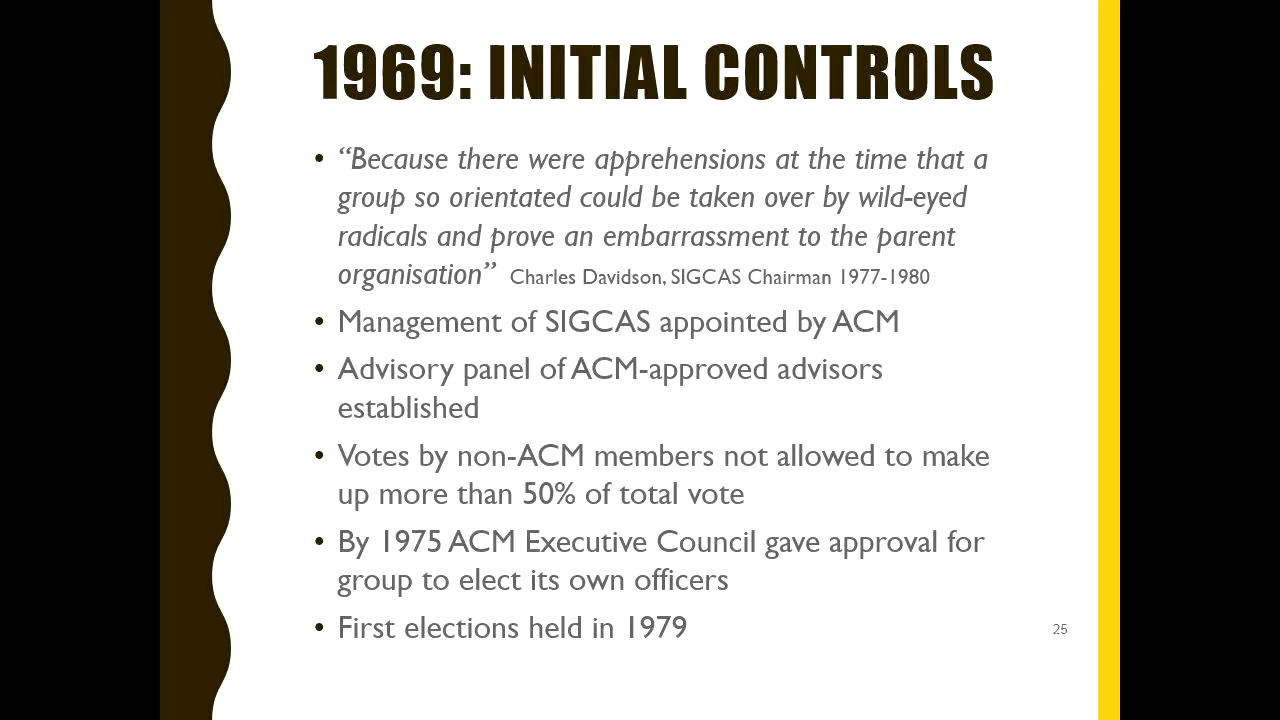 1969: INITIAL CONTROLS
• “Because there were apprehensions at the time that a
group so orientated could be taken over by wild-eyed
radicals and prove an embarrassment to the parent
organisation” Charles Davidson, SIGCAS Chairman 1977-1980
• Management of SIGCAS appointed by ACM
• Advisory panel of ACM-approved advisors
established
• Votes by non-ACM members not allowed to make
up more than 50% of total vote
• By 1975 ACM Executive Council gave approval for
group to elect its own officers
• First elections held in 1979
25